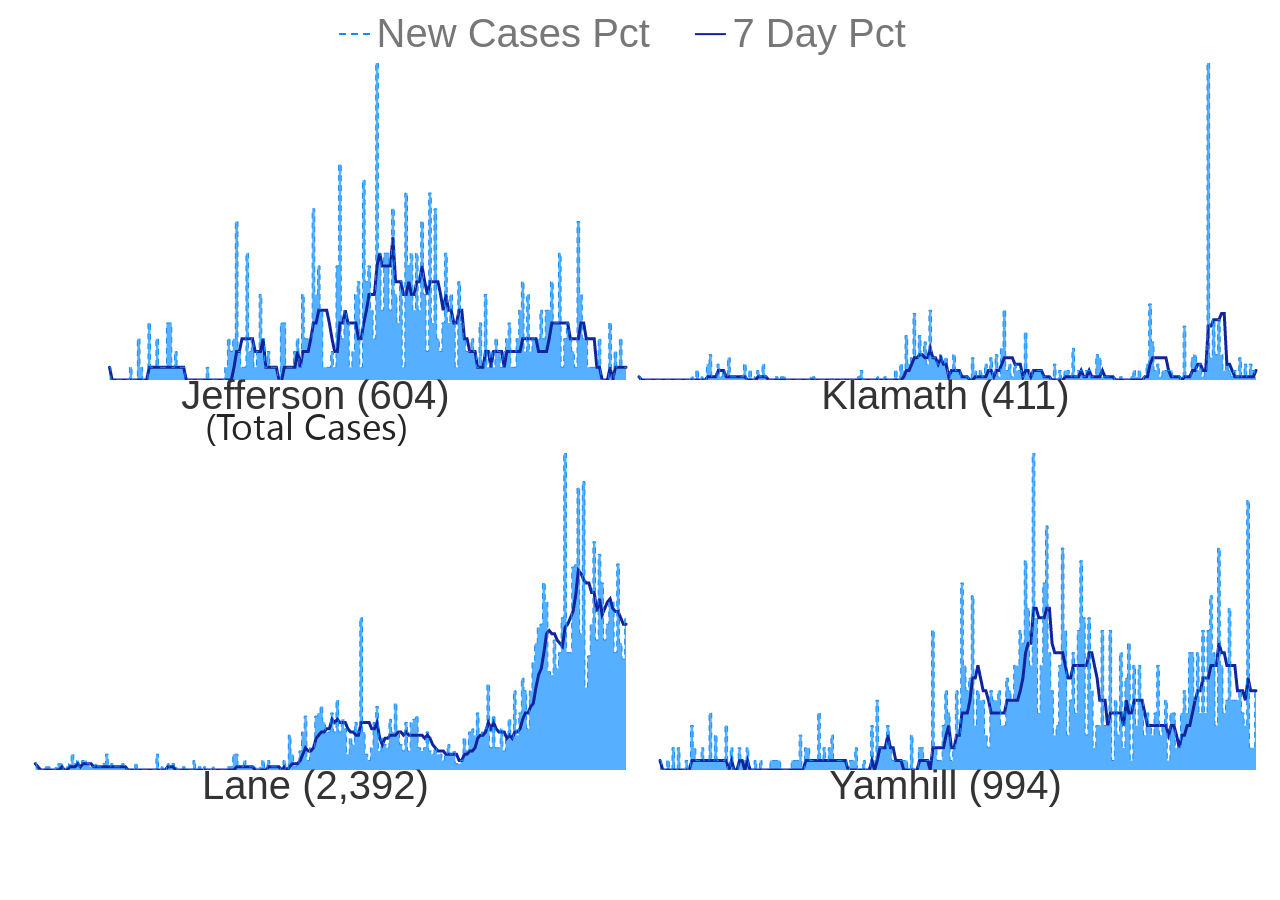 New Cases Pct 7 Day Pct
Jefferson (604) Klamath (411)
(Total Cases)
Lane (2,392) Yamhill (994)